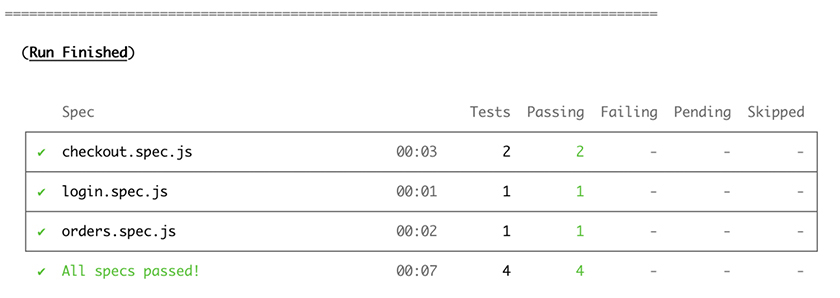 ================================================================================
(Run Finished)
Spec Tests Passing Failing Pending Skipped
✔ checkout.spec.js 00:03 2 2 - - -
✔ login.spec.js 00:01 1 1 - - -
✔ orders.spec.js 00:02 1 1 - - -
✔ All specs passed! 00:07 4 4 - - -